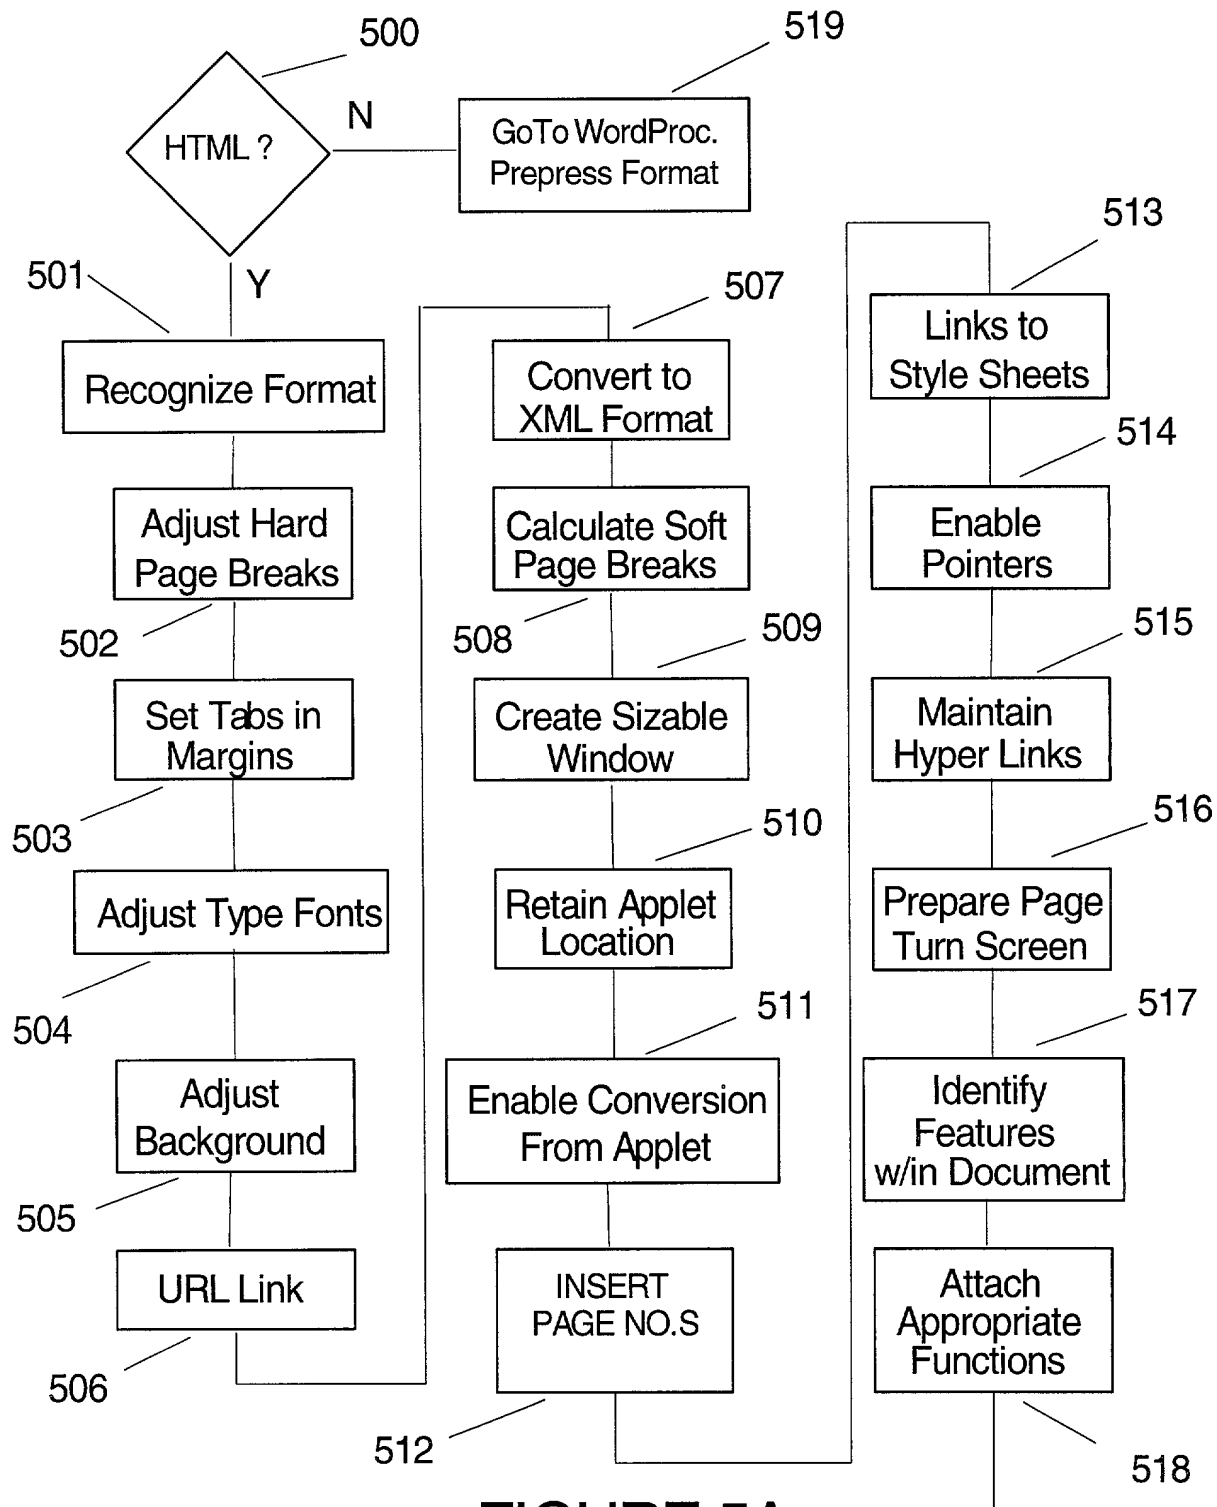 500
HTML ?
N
519
GoTo WordProc.
Prepress Format
Y
501
Recognize Format
Adjust Hard
Page Breaks
502
Set Tabs in
Margins
503
Adjust Type Fonts
504
Adjust
Background
505
URL Link
506
507
Convert to
XML Format
Calculate Soft
Page Breaks
508
509
Create Sizable
Window
510
Retain Applet
Location
511
Enable Conversion
From Applet
INSERT
PAGE NO.S
512
513
Links to
Style Sheets
514
Enable
Pointers
515
Maintain
Hyper Links
516
Prepare Page
Turn Screen
517
Identify
Features
w/in Document
Attach
Appropriate
Functions
518
FIGURE 5A